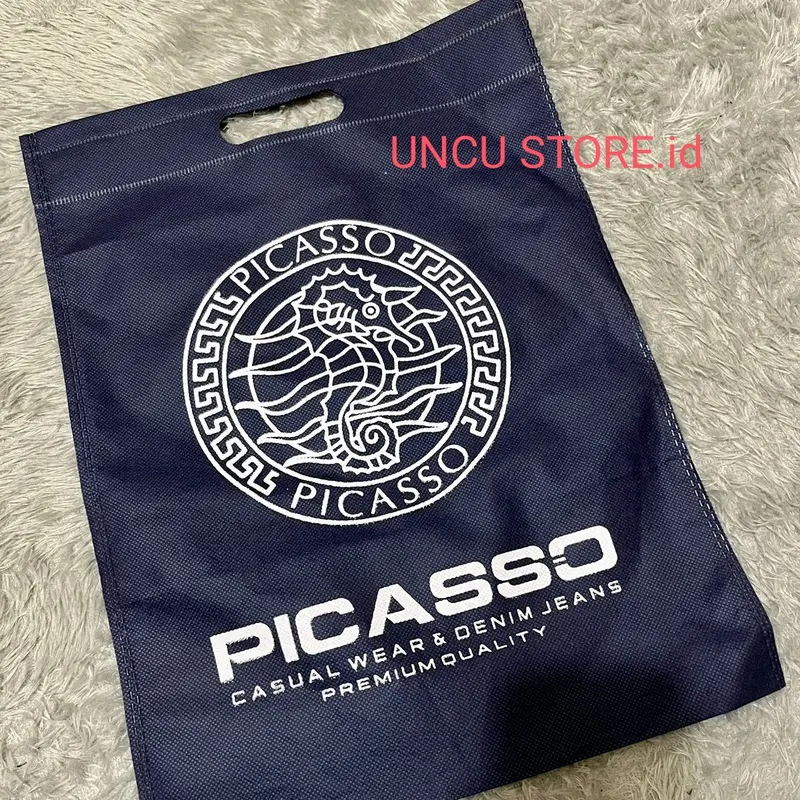 UNCU STORE.id
PICASSO
PICASSO
PICASSO
CASUAL WEAR & DENIM JEANS
PREMIUM QUALITY